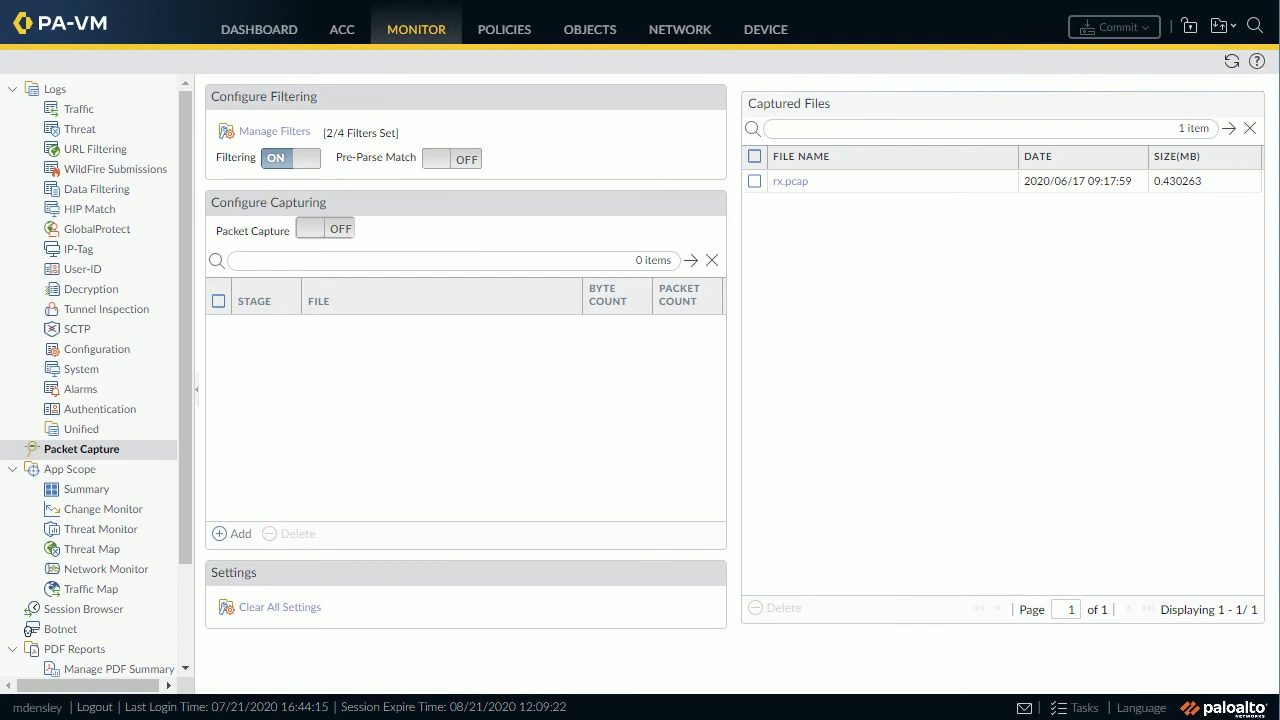 PA-VM
DASHBOARD ACC MONITOR POLICIES OBJECTS NETWORK DEVICE
Commit
Logs
Traffic
Threat
URL Filtering
WildFire Submissions
Data Filtering
HIP Match
GlobalProtect
IP-Tag
User-ID
Decryption
Tunnel Inspection
SCTP
Configuration
System
Alarms
Authentication
Unified
Packet Capture
App Scope
Summary
Change Monitor
Threat Monitor
Threat Map
Network Monitor
Traffic Map
Session Browser
Botnet
PDF Reports
Manage PDF Summary
Configure Filtering
Manage Filters [2/4 Filters Set]
Filtering ON Pre-Parse Match OFF
Configure Capturing
Packet Capture OFF
0 items
STAGE FILE BYTE COUNT PACKET COUNT
Add Delete
Settings
Clear All Settings
Captured Files
1 item
FILE NAME DATE SIZE(MB)
rx.pcap 2020/06/17 09:17:59 0.430263
Delete | Page 1 of 1 | Displaying 1 - 1/ 1
mdensley | Logout | Last Login Time: 07/21/2020 16:44:15 | Session Expire Time: 08/21/2020 12:09:22
| Tasks | Language
paloalto
NETWORKS